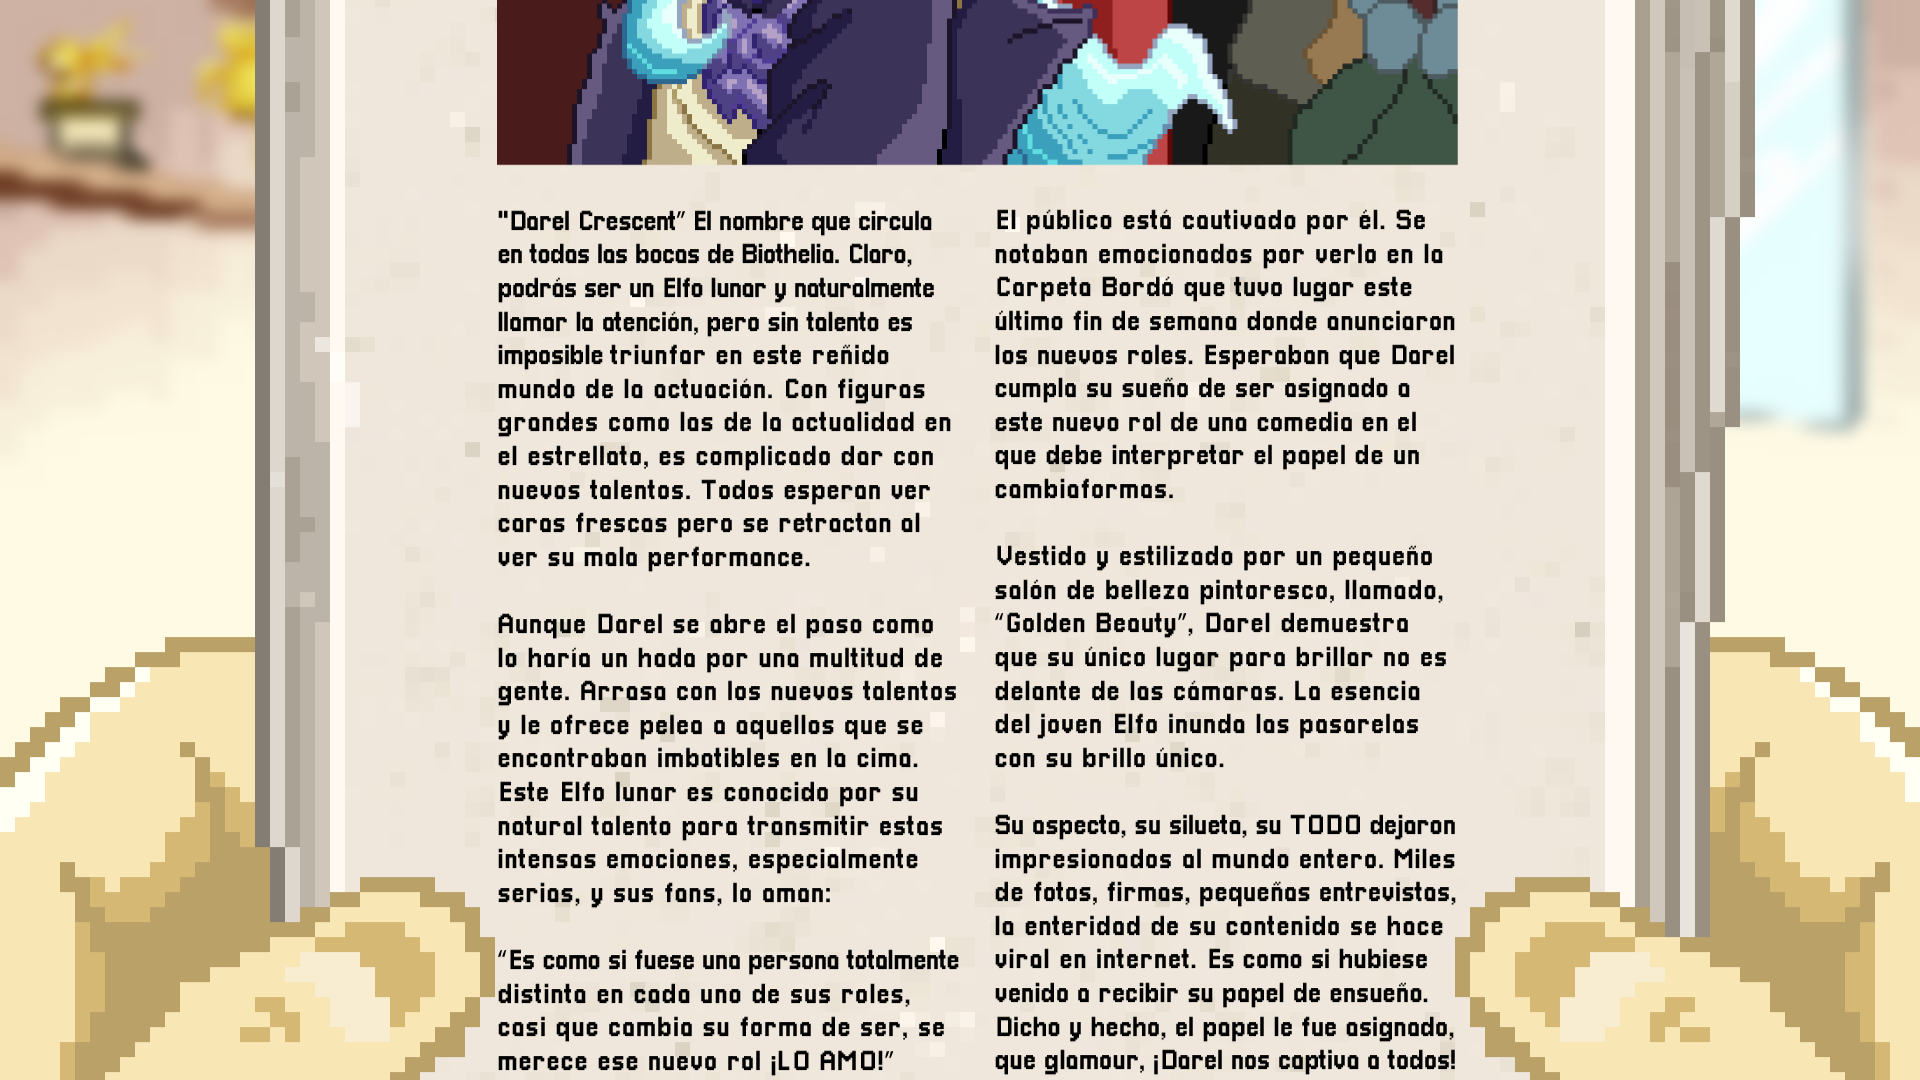 "Darel Crescent" El nombre que circula
en todas las bocas de Biothelia. Claro,
podrás ser un Elfo lunar y naturalmente
llamar la atención, pero sin talento es
imposible triunfar en este reñido
mundo de la actuación. Con figuras
grandes como las de la actualidad en
el estrellato, es complicado dar con
nuevos talentos. Todos esperan ver
caras frescas pero se retractan al
ver su mala performance.

Aunque Darel se abre el paso como
lo haría un hada por una multitud de
gente. Arrasa con los nuevos talentos
y le ofrece pelea a aquellos que se
encontraban imbatibles en la cima.
Este Elfo lunar es conocido por su
natural talento para transmitir estas
intensas emociones, especialmente
serias, y sus fans, lo aman:

"Es como si fuese una persona totalmente
distinta en cada uno de sus roles,
casi que cambia su forma de ser, se
merece ese nuevo rol ¡LO AMO!"

El público está cautivado por él. Se
notaban emocionados por verlo en la
Carpeta Bordó que tuvo lugar este
último fin de semana donde anunciaron
los nuevos roles. Esperaban que Darel
cumpla su sueño de ser asignado a
este nuevo rol de una comedia en el
que debe interpretar el papel de un
cambiaformas.

Vestido y estilizado por un pequeño
salón de belleza pintoresco, llamado,
"Golden Beauty", Darel demuestra
que su único lugar para brillar no es
delante de las cámaras. La esencia
del joven Elfo inunda las pasarelas
con su brillo único.

Su aspecto, su silueta, su TODO dejaron
impresionados al mundo entero. Miles
de fotos, firmas, pequeñas entrevistas,
la enteridad de su contenido se hace
viral en internet. Es como si hubiese
venido a recibir su papel de ensueño.
Dicho y hecho, el papel le fue asignado,
que glamour, ¡Darel nos captiva a todos!